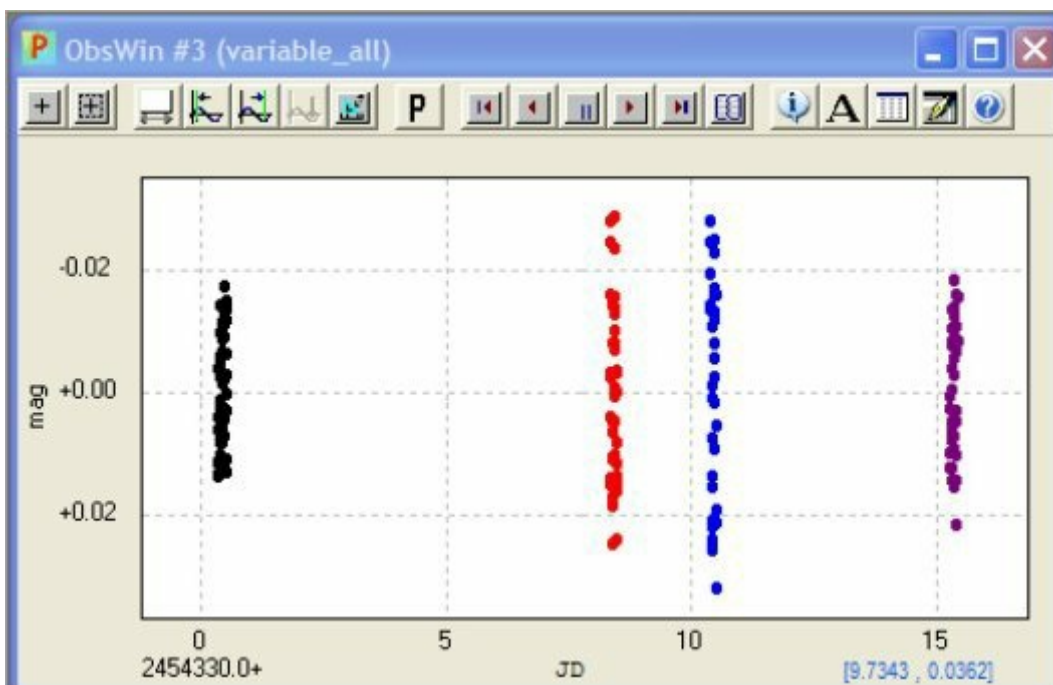 ObsWin #3 (variable_all)
P
A
-0.02
+0.00
+0.02
mag
0 5 10 15
2454330.0+ JD [9.7343 , 0.0362]